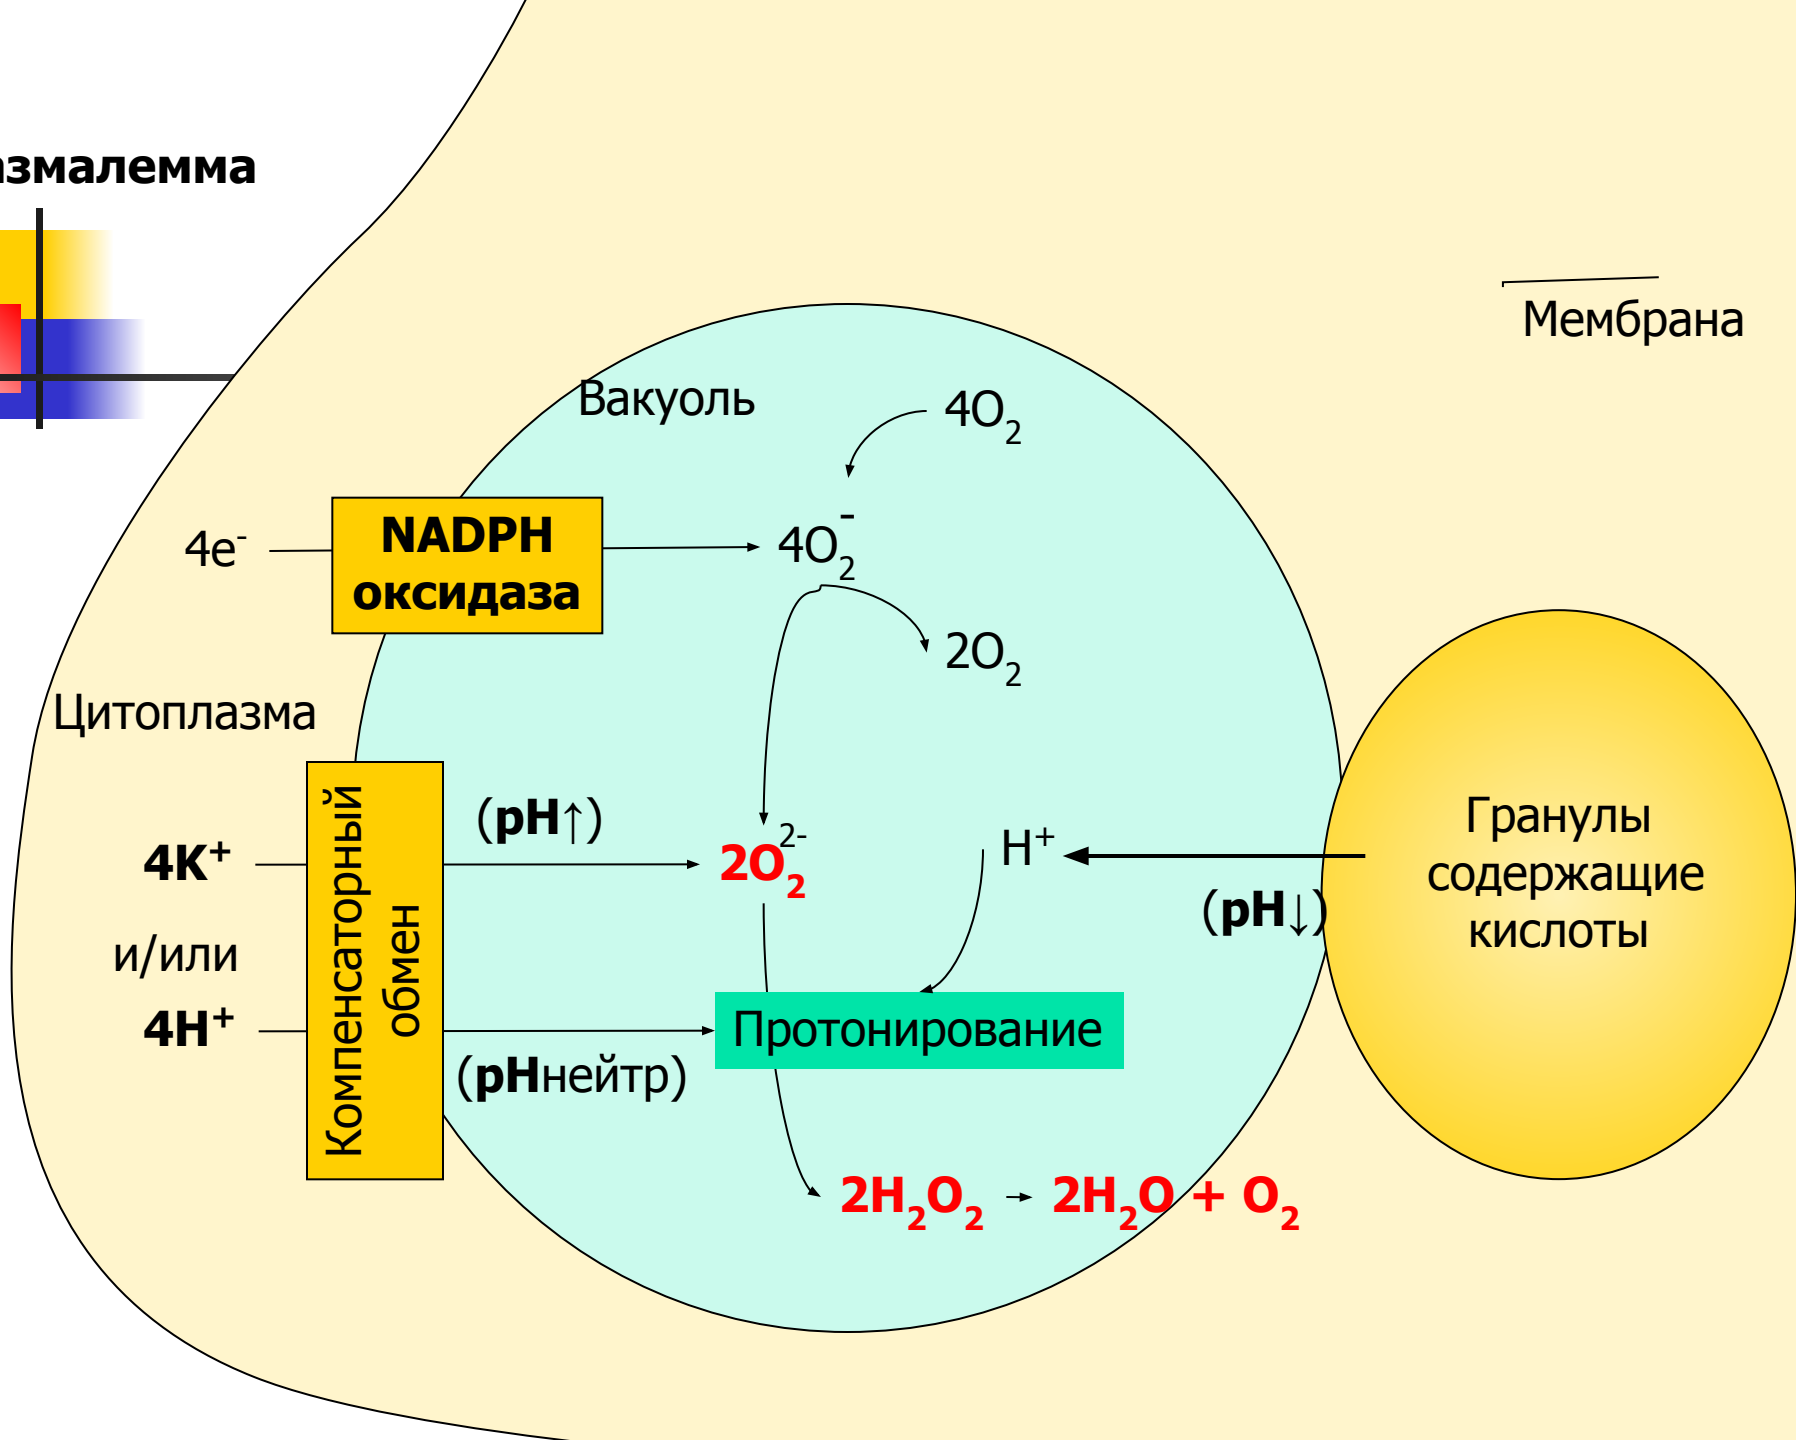 азмалемма
Мембрана
Вакуоль
4O₂
4e⁻
NADPH
оксидаза
4O₂⁻
2O₂
Цитоплазма
Компенсаторный
обмен
(pH↑)
4K⁺
2O₂²⁻
H⁺
(pH↓)
Гранулы
содержащие
кислоты
и/или
4H⁺
Протонирование
(pHнейтр)
2H₂O₂ → 2H₂O + O₂